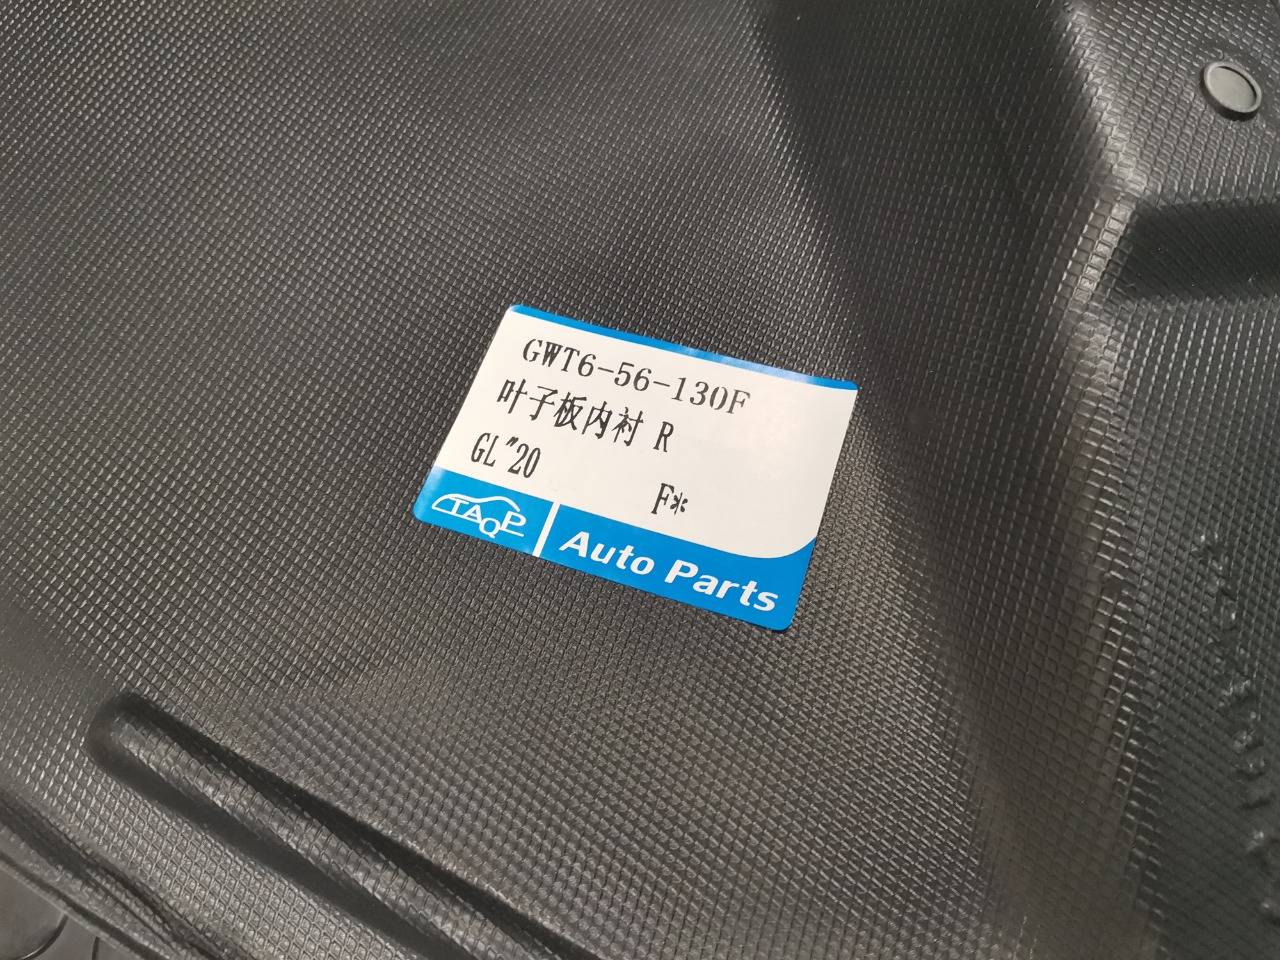 GWT6-56-130F
叶子板内衬 R
GL "20
F*
TAQP
Auto Parts